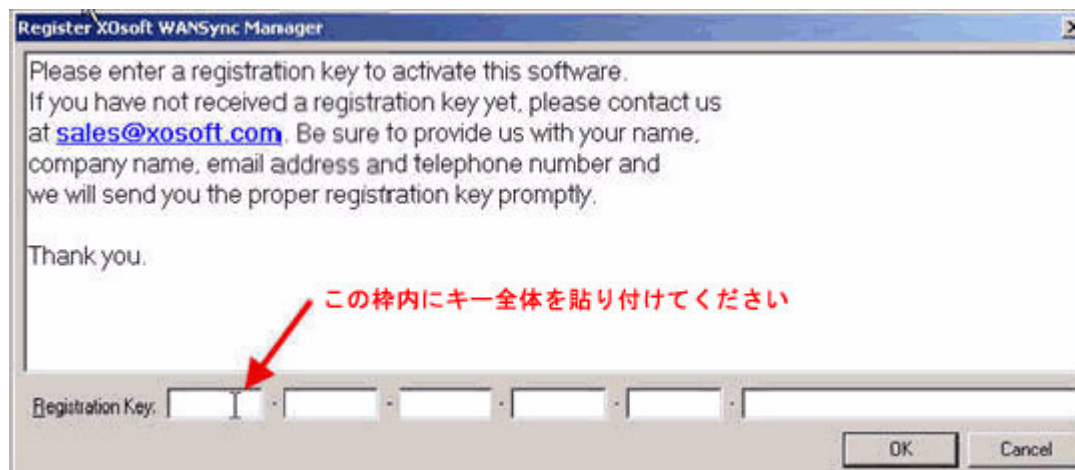 Register XOsoft WANSync Manager
Please enter a registration key to activate this software.
If you have not received a registration key yet, please contact us
at sales@xosoft.com. Be sure to provide us with your name,
company name, email address and telephone number and
we will send you the proper registration key promptly.
Thank you.
この枠内にキー全体を貼り付けてください
Registration Key: - - - - -
OK Cancel